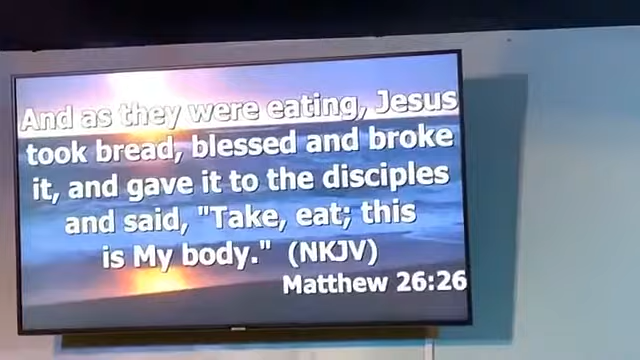 And as they were eating, Jesus
took bread, blessed and broke
it, and gave it to the disciples
and said, "Take, eat; this
is My body." (NKJV)
Matthew 26:26